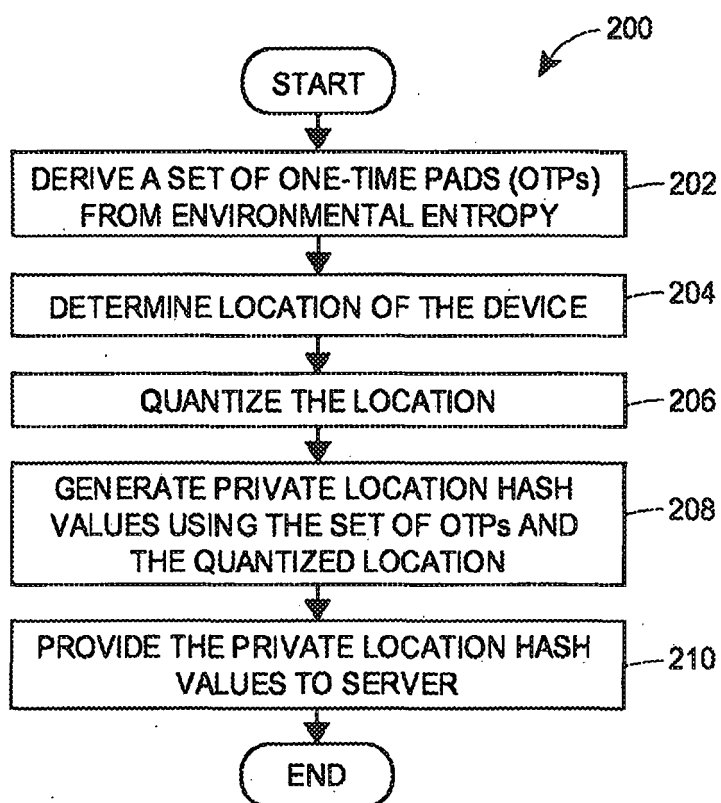 200
START
DERIVE A SET OF ONE-TIME PADS (OTPs)
FROM ENVIRONMENTAL ENTROPY
202
DETERMINE LOCATION OF THE DEVICE
204
QUANTIZE THE LOCATION
206
GENERATE PRIVATE LOCATION HASH
VALUES USING THE SET OF OTPs AND
THE QUANTIZED LOCATION
208
PROVIDE THE PRIVATE LOCATION HASH
VALUES TO SERVER
210
END